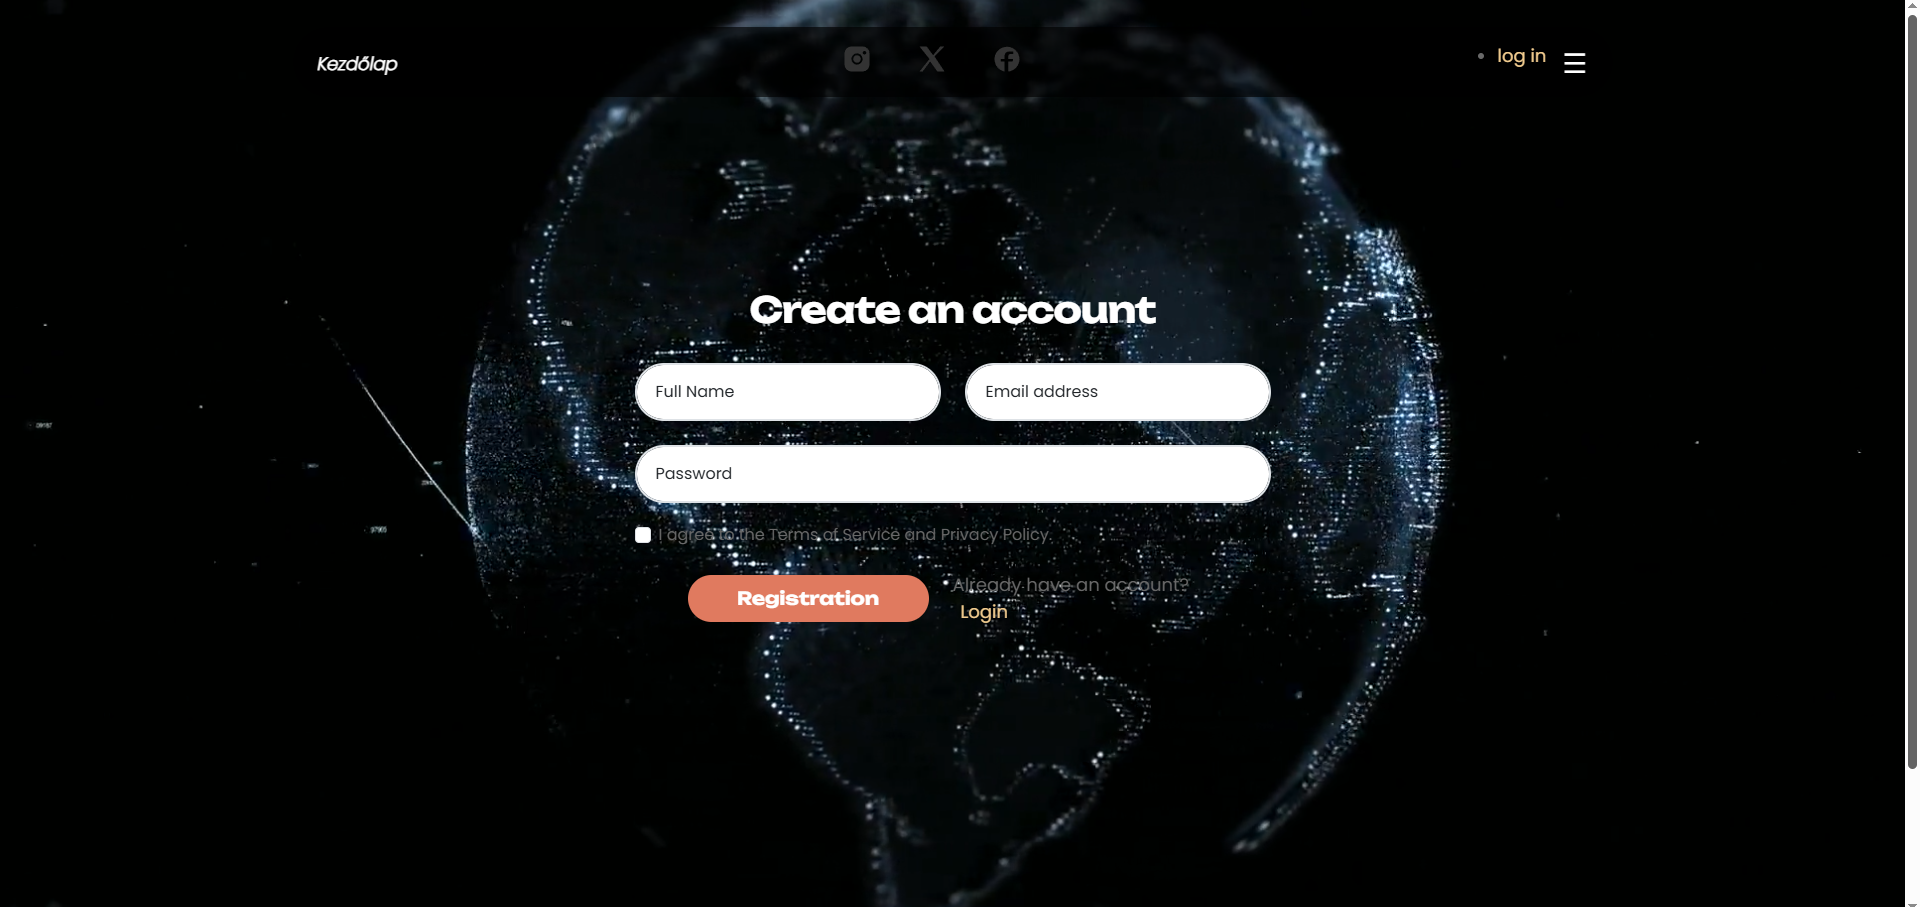 Kezdőlap
log in
Create an account
Full Name
Email address
Password
I agree to the Terms of Service and Privacy Policy.
Already have an account?
Registration
Login